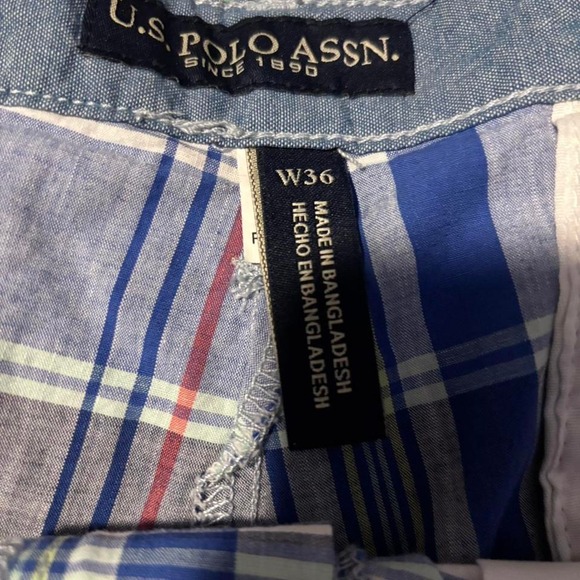 U.S. POLO ASSN.
SINCE 1890
W36
MADE IN BANGLADESH
HECHO EN BANGLADESH